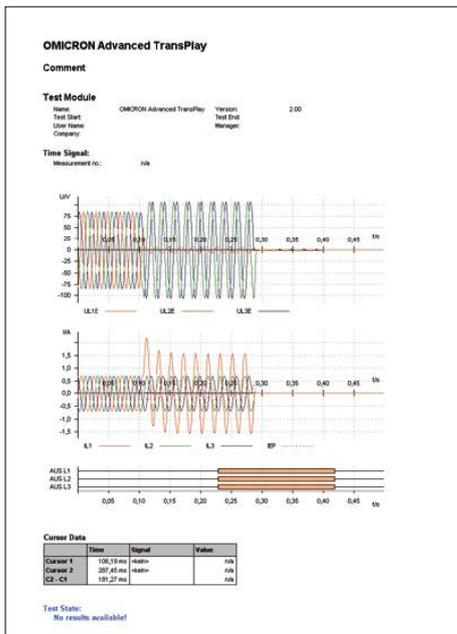 OMICRON Advanced TransPlay
Comment
Test Module
Name: OMICRON Advanced TransPlay Version: 2.00
Test Start: Test End:
User Name: Manager:
Company:
Time Signal:
Measurement no.: n/a
U/V
75
50
25
0
-25
-50
-75
-100
0,05 0,10 0,15 0,20 0,25 0,30 0,35 0,40 0,45 t/s
UL1E UL2E UL3E
I/A
1,5
1,0
0,5
0,0
-0,5
-1,0
-1,5
0,05 0,10 0,15 0,20 0,25 0,30 0,35 0,40 0,45 t/s
IL1 IL2 IL3 IEP
AUS L1
AUS L2
AUS L3
0,05 0,10 0,15 0,20 0,25 0,30 0,35 0,40 0,45 t/s
Cursor Data
Time Signal Value
Cursor 1 106,19 ms <kein> n/a
Cursor 2 287,45 ms <kein> n/a
C2 - C1 181,27 ms n/a
Test State:
No results available!